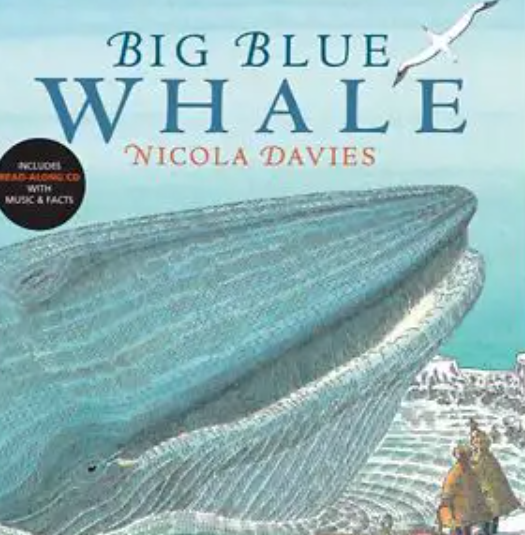 BIG BLUE
WHALE
NICOLA DAVIES
INCLUDES
READ-ALONG CD
WITH
MUSIC & FACTS